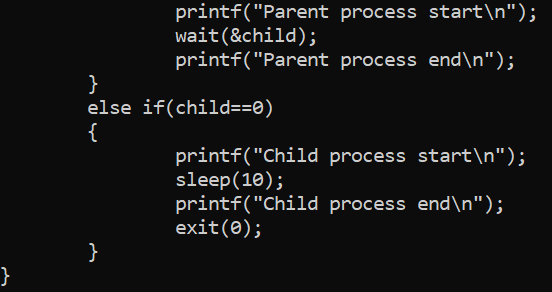 printf("Parent process start\n");
wait(&child);
printf("Parent process end\n");
}
else if(child==0)
{
printf("Child process start\n");
sleep(10);
printf("Child process end\n");
exit(0);
}
}